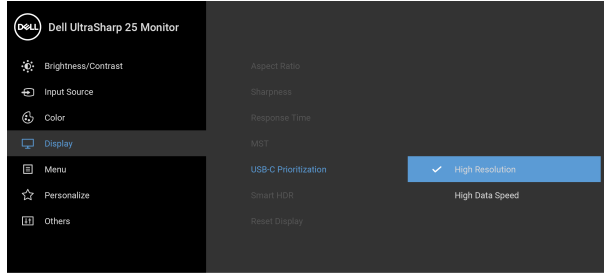 DELL Dell UltraSharp 25 Monitor
Brightness/Contrast
Input Source
Color
Display
Menu
Personalize
Others
Aspect Ratio
Sharpness
Response Time
MST
USB-C Prioritization
Smart HDR
Reset Display
High Resolution
High Data Speed